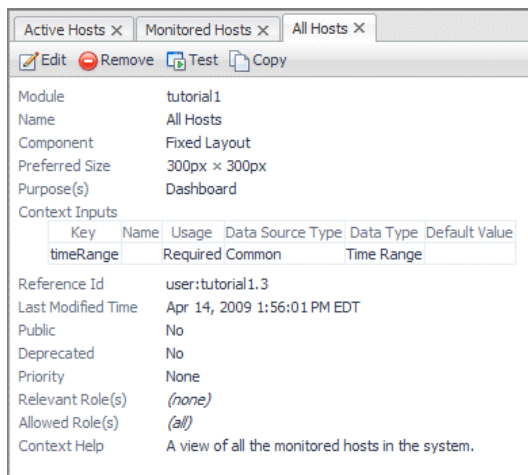 Active Hosts × Monitored Hosts × All Hosts ×
Edit Remove Test Copy
Module tutorial1
Name All Hosts
Component Fixed Layout
Preferred Size 300px × 300px
Purpose(s) Dashboard
Context Inputs
Key Name Usage Data Source Type Data Type Default Value
timeRange Required Common Time Range
Reference Id user:tutorial1.3
Last Modified Time Apr 14, 2009 1:56:01 PM EDT
Public No
Deprecated No
Priority None
Relevant Role(s) (none)
Allowed Role(s) (all)
Context Help A view of all the monitored hosts in the system.